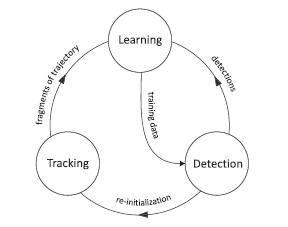 Learning
fragments of trajectory
detections
training data
Tracking
Detection
re-initialization